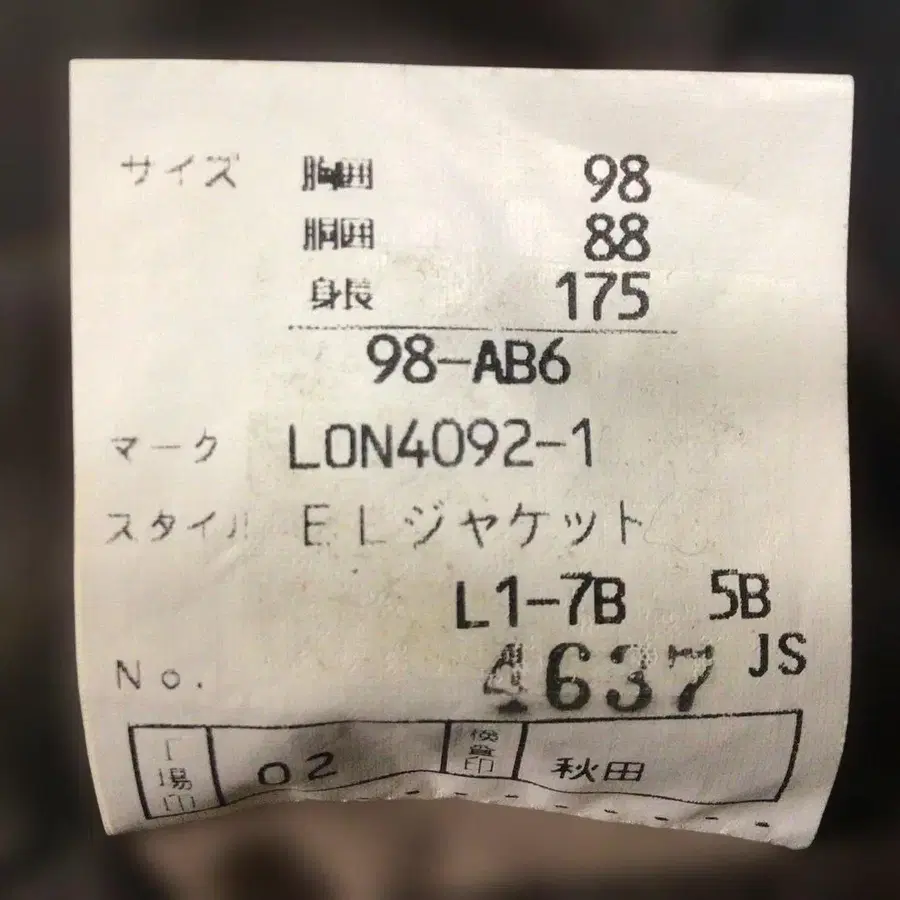 サイズ 胸囲 98
胴囲 88
身長 175
98-AB6
マーク LON4092-1
スタイル ELジャケット
L1-7B 5B
JS
No. 4637
工場印 02 検査印 秋田